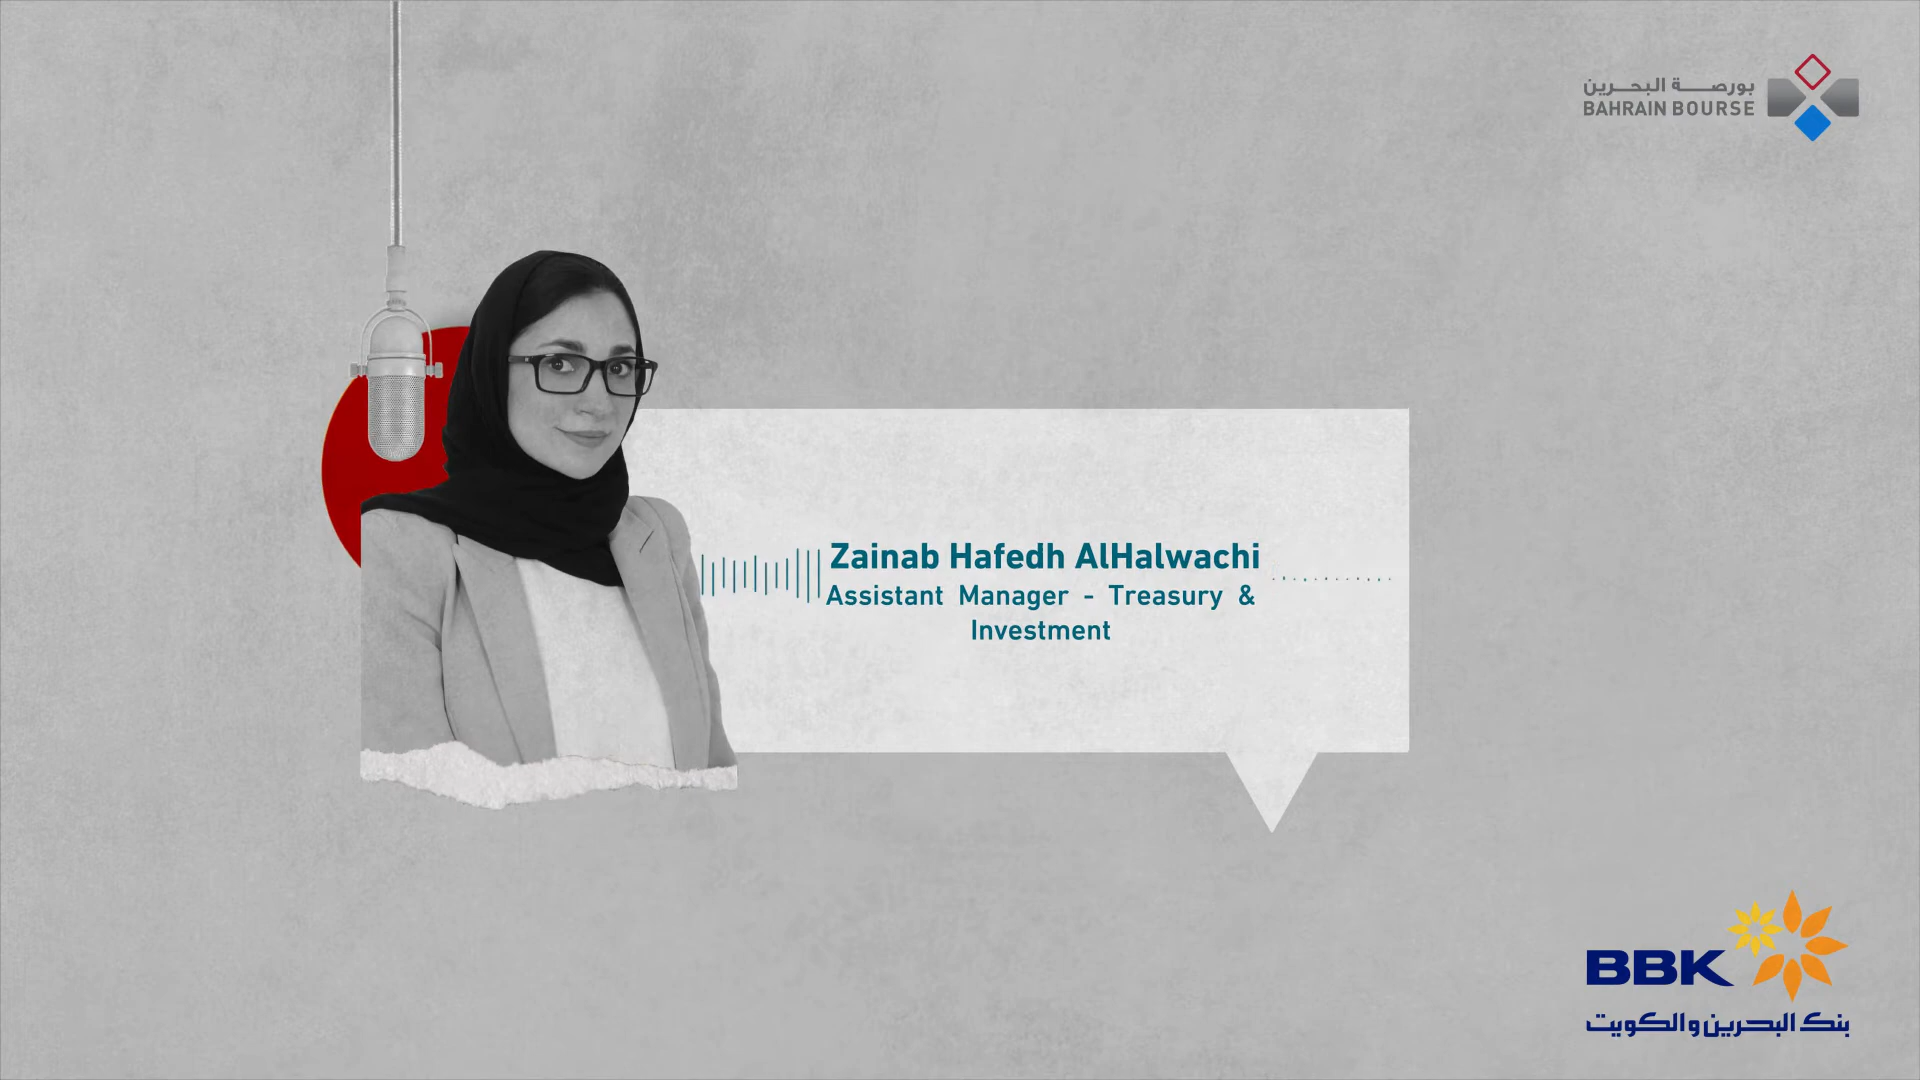 بورصة البحرين
BAHRAIN BOURSE
Zainab Hafedh AlHalwachi
Assistant Manager - Treasury &
Investment
BBK
بنك البحرين والكويت